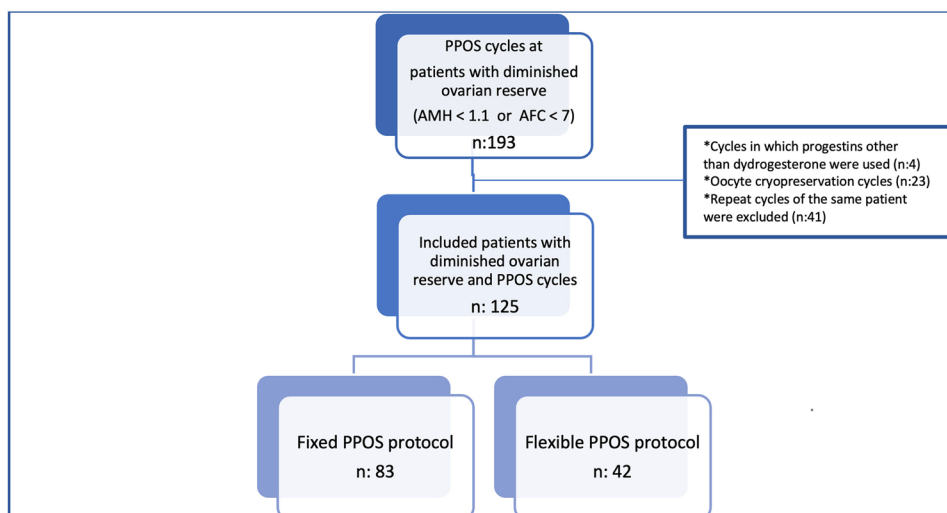 PPOS cycles at
patients with diminished
ovarian reserve
(AMH < 1.1 or AFC < 7)
n:193
*Cycles in which progestins other
than dydrogesterone were used (n:4)
*Oocyte cryopreservation cycles (n:23)
*Repeat cycles of the same patient
were excluded (n:41)
Included patients with
diminished ovarian
reserve and PPOS cycles
n: 125
Fixed PPOS protocol
n: 83
Flexible PPOS protocol
n: 42